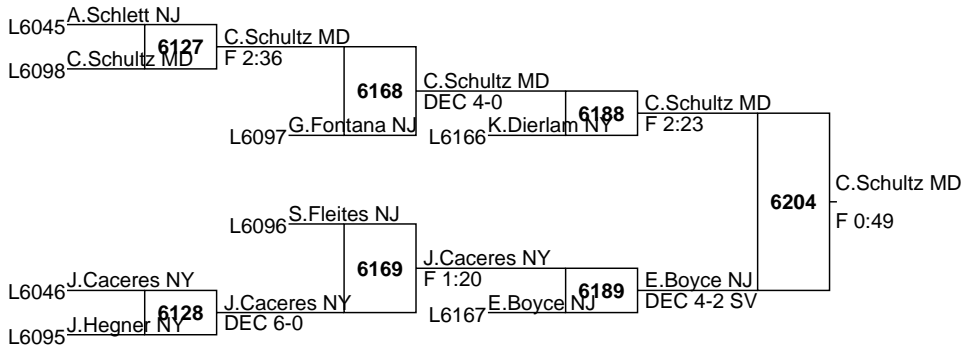 L6045 A.Schlett NJ
6127
L6098 C.Schultz MD
C.Schultz MD
F 2:36
6168
L6097 G.Fontana NJ
C.Schultz MD
DEC 4-0
6188
L6166 K.Dierlam NY
C.Schultz MD
F 2:23
6204
C.Schultz MD
F 0:49
L6096 S.Fleites NJ
6169
L6046 J.Caceres NY
6128
L6095 J.Hegner NY
J.Caceres NY
DEC 6-0
J.Caceres NY
F 1:20
6189
L6167 E.Boyce NJ
E.Boyce NJ
DEC 4-2 SV